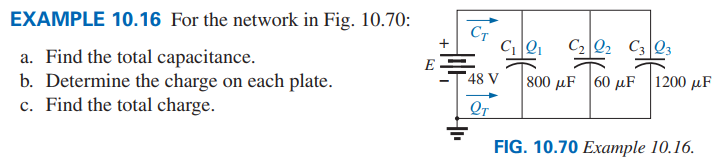 EXAMPLE 10.16 For the network in Fig. 10.70:
a. Find the total capacitance.
b. Determine the charge on each plate.
c. Find the total charge.
C_T
+
E
–
48 V
Q_T
C_1 Q_1 C_2 Q_2 C_3 Q_3
800 μF 60 μF 1200 μF
FIG. 10.70 Example 10.16.